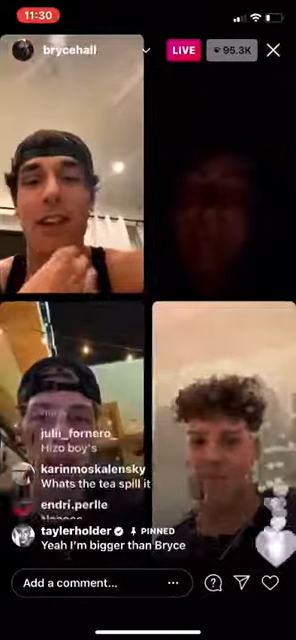 11:30
brycehall
LIVE
95.3K
julii_fornero_
Hizo boy's
karinmoskalensky
Whats the tea spill it
endri.perlle
taylerholder PINNED
Yeah I'm bigger than Bryce
Add a comment...